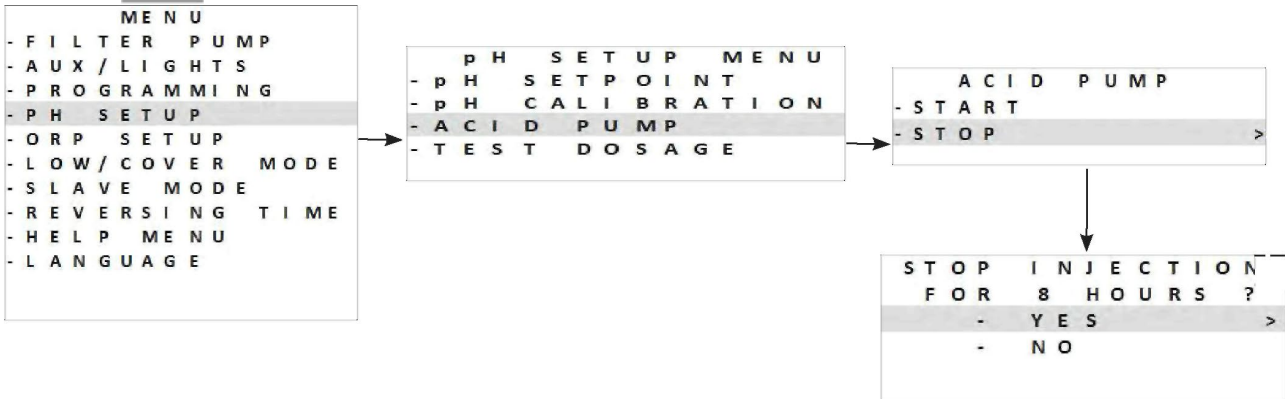 MENU
- FILTER PUMP
- AUX/LIGHTS
- PROGRAMMING
- PH SETUP
- ORP SETUP
- LOW/COVER MODE
- SLAVE MODE
- REVERSING TIME
- HELP MENU
- LANGUAGE
pH SETUP MENU
- pH SETPOINT
- pH CALIBRATION
- ACID PUMP
- TEST DOSAGE
ACID PUMP
- START
- STOP >
STOP INJECTION
FOR 8 HOURS ?
- YES >
- NO